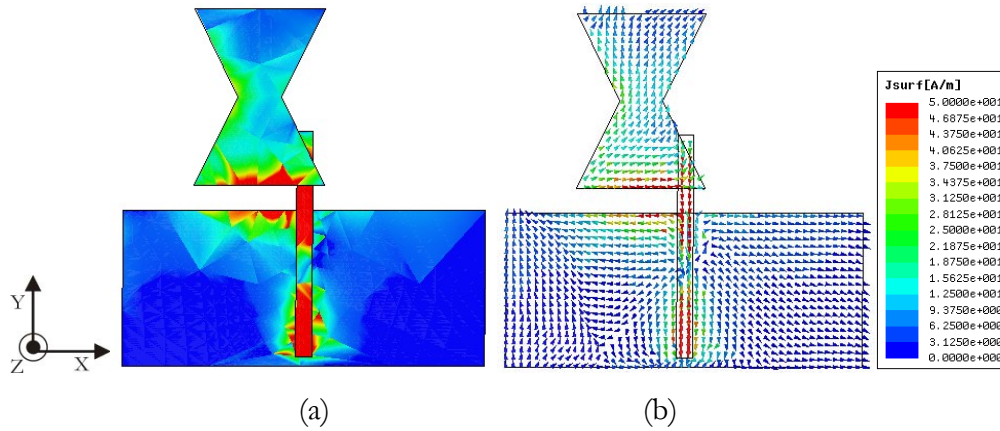 Jsurf[A/m]
5.0000e+001
4.6875e+001
4.3750e+001
4.0625e+001
3.7500e+001
3.4375e+001
3.1250e+001
2.8125e+001
2.5000e+001
2.1875e+001
1.8750e+001
1.5625e+001
1.2500e+001
9.3750e+000
6.2500e+000
3.1250e+000
0.0000e+000
Y
Z
X
(a)
(b)